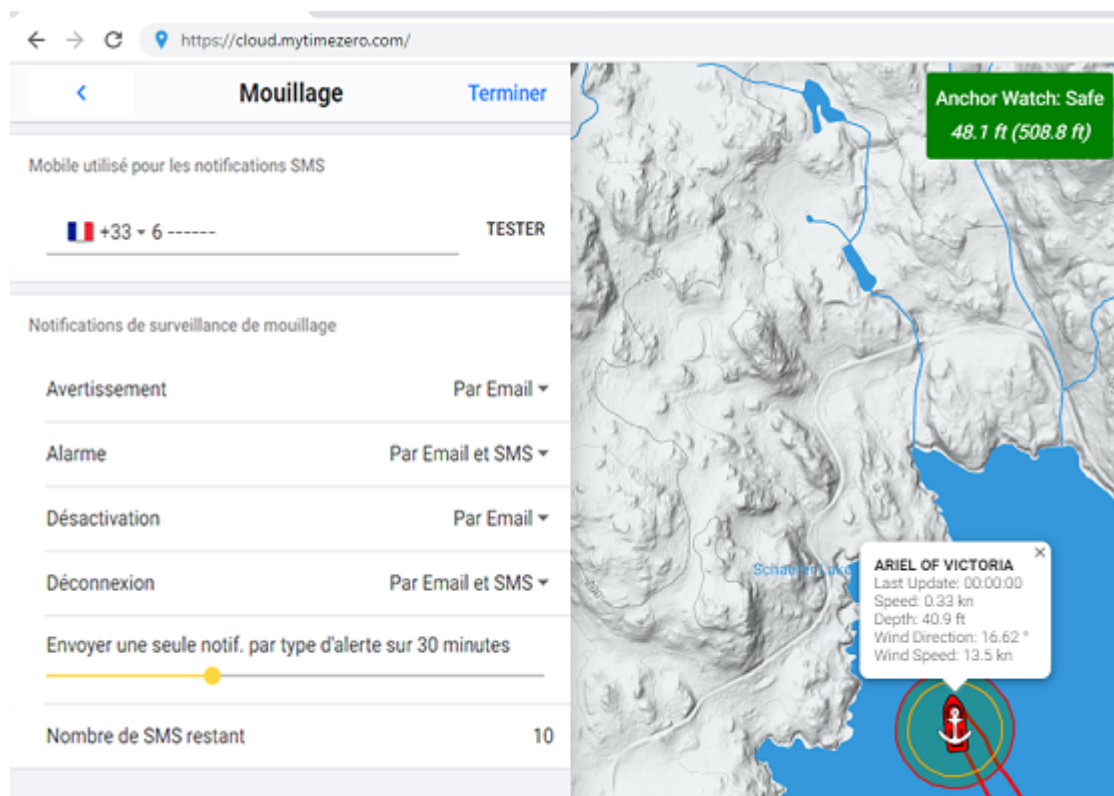 https://cloud.mytimezero.com/
Mouillage
Terminer
Mobile utilisé pour les notifications SMS
+33 6 ------
TESTER
Notifications de surveillance de mouillage
Avertissement
Par Email
Alarme
Par Email et SMS
Désactivation
Par Email
Déconnexion
Par Email et SMS
Envoyer une seule notif. par type d'alerte sur 30 minutes
Nombre de SMS restant
10
Anchor Watch: Safe
48.1 ft (508.8 ft)
Lake
ARIEL OF VICTORIA
Last Update: 00:00:00
Speed: 0.33 kn
Depth: 40.9 ft
Wind Direction: 16.62 °
Wind Speed: 13.5 kn